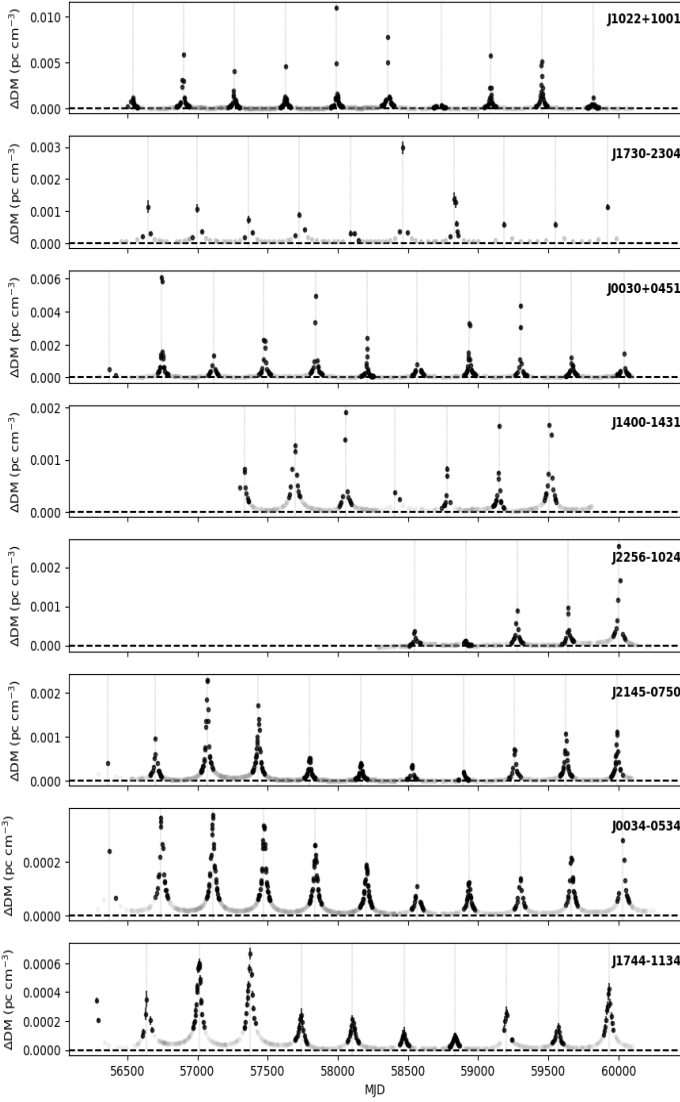 J1022+1001
ΔDM (pc cm⁻³)
0.010
0.005
0.000
J1730-2304
ΔDM (pc cm⁻³)
0.003
0.002
0.001
0.000
J0030+0451
ΔDM (pc cm⁻³)
0.006
0.004
0.002
0.000
J1400-1431
ΔDM (pc cm⁻³)
0.002
0.001
0.000
J2256-1024
ΔDM (pc cm⁻³)
0.002
0.001
0.000
J2145-0750
ΔDM (pc cm⁻³)
0.002
0.001
0.000
J0034-0534
ΔDM (pc cm⁻³)
0.0002
0.0000
J1744-1134
ΔDM (pc cm⁻³)
0.0006
0.0004
0.0002
0.0000
56500 57000 57500 58000 58500 59000 59500 60000
MJD